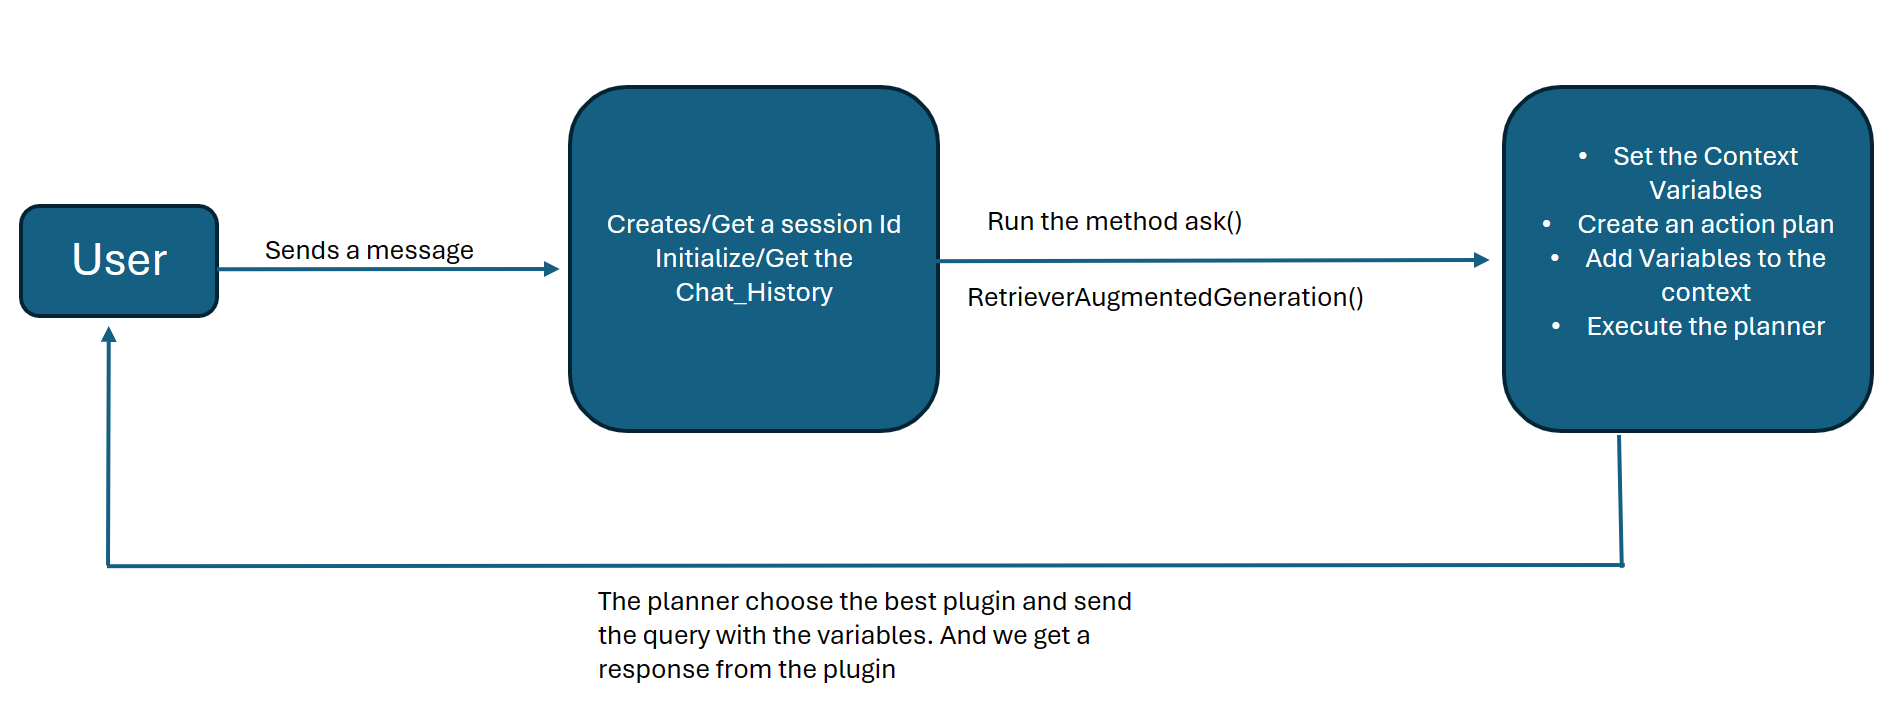 User
Sends a message
Creates/Get a session Id
Initialize/Get the
Chat_History
Run the method ask()
RetrieverAugmentedGeneration()
• Set the Context
Variables
• Create an action plan
• Add Variables to the
context
• Execute the planner
The planner choose the best plugin and send
the query with the variables. And we get a
response from the plugin